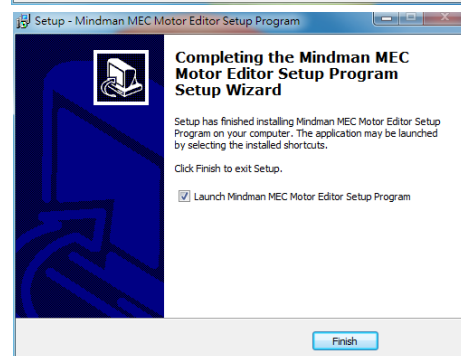 Setup - Mindman MEC Motor Editor Setup Program
Completing the Mindman MEC
Motor Editor Setup Program
Setup Wizard
Setup has finished installing Mindman MEC Motor Editor Setup
Program on your computer. The application may be launched
by selecting the installed shortcuts.
Click Finish to exit Setup.
Launch Mindman MEC Motor Editor Setup Program
Finish